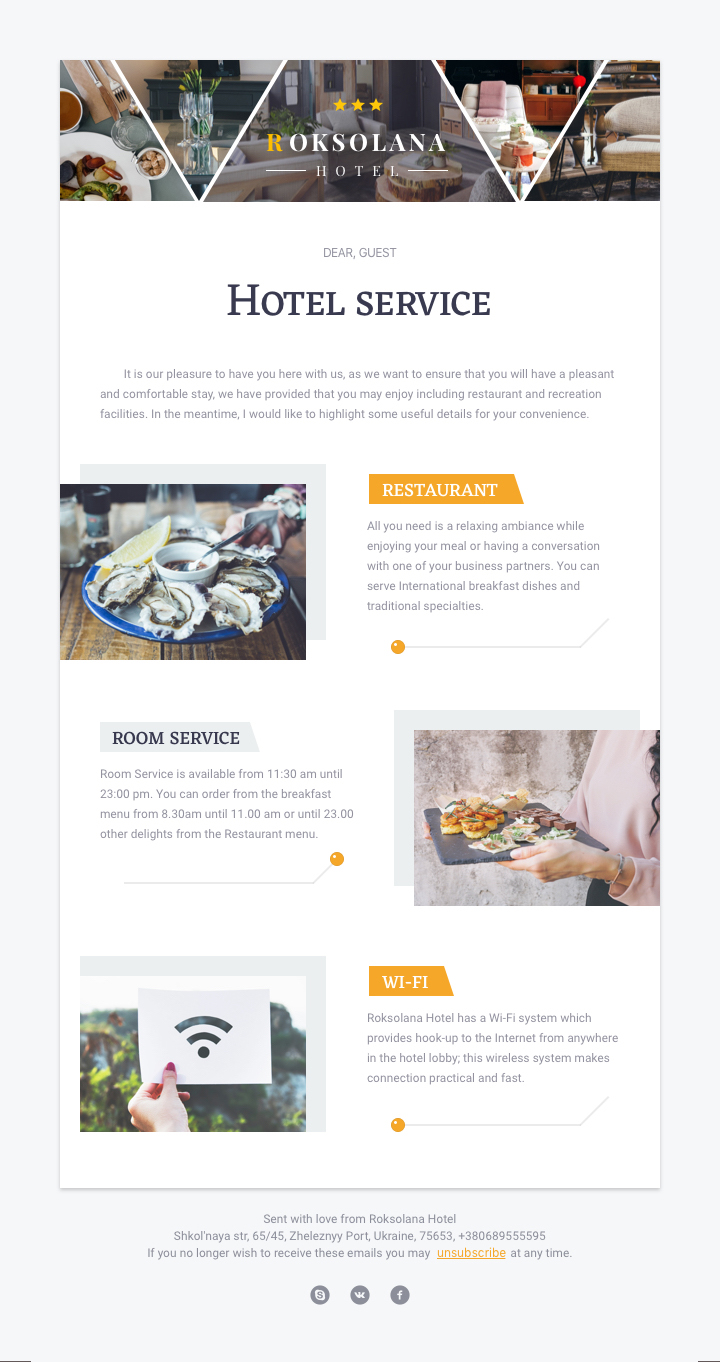 ROKSOLANA
HOTEL
DEAR, GUEST
HOTEL SERVICE
It is our pleasure to have you here with us, as we want to ensure that you will have a pleasant
and comfortable stay, we have provided that you may enjoy including restaurant and recreation
facilities. In the meantime, I would like to highlight some useful details for your convenience.
RESTAURANT
All you need is a relaxing ambiance while
enjoying your meal or having a conversation
with one of your business partners. You can
serve International breakfast dishes and
traditional specialties.
ROOM SERVICE
Room Service is available from 11:30 am until
23:00 pm. You can order from the breakfast
menu from 8.30am until 11.00 am or until 23.00
other delights from the Restaurant menu.
WI-FI
Roksolana Hotel has a Wi-Fi system which
provides hook-up to the Internet from anywhere
in the hotel lobby; this wireless system makes
connection practical and fast.
Sent with love from Roksolana Hotel
Shkol'naya str, 65/45, Zheleznyy Port, Ukraine, 75653, +380689555595
If you no longer wish to receive these emails you may unsubscribe at any time.